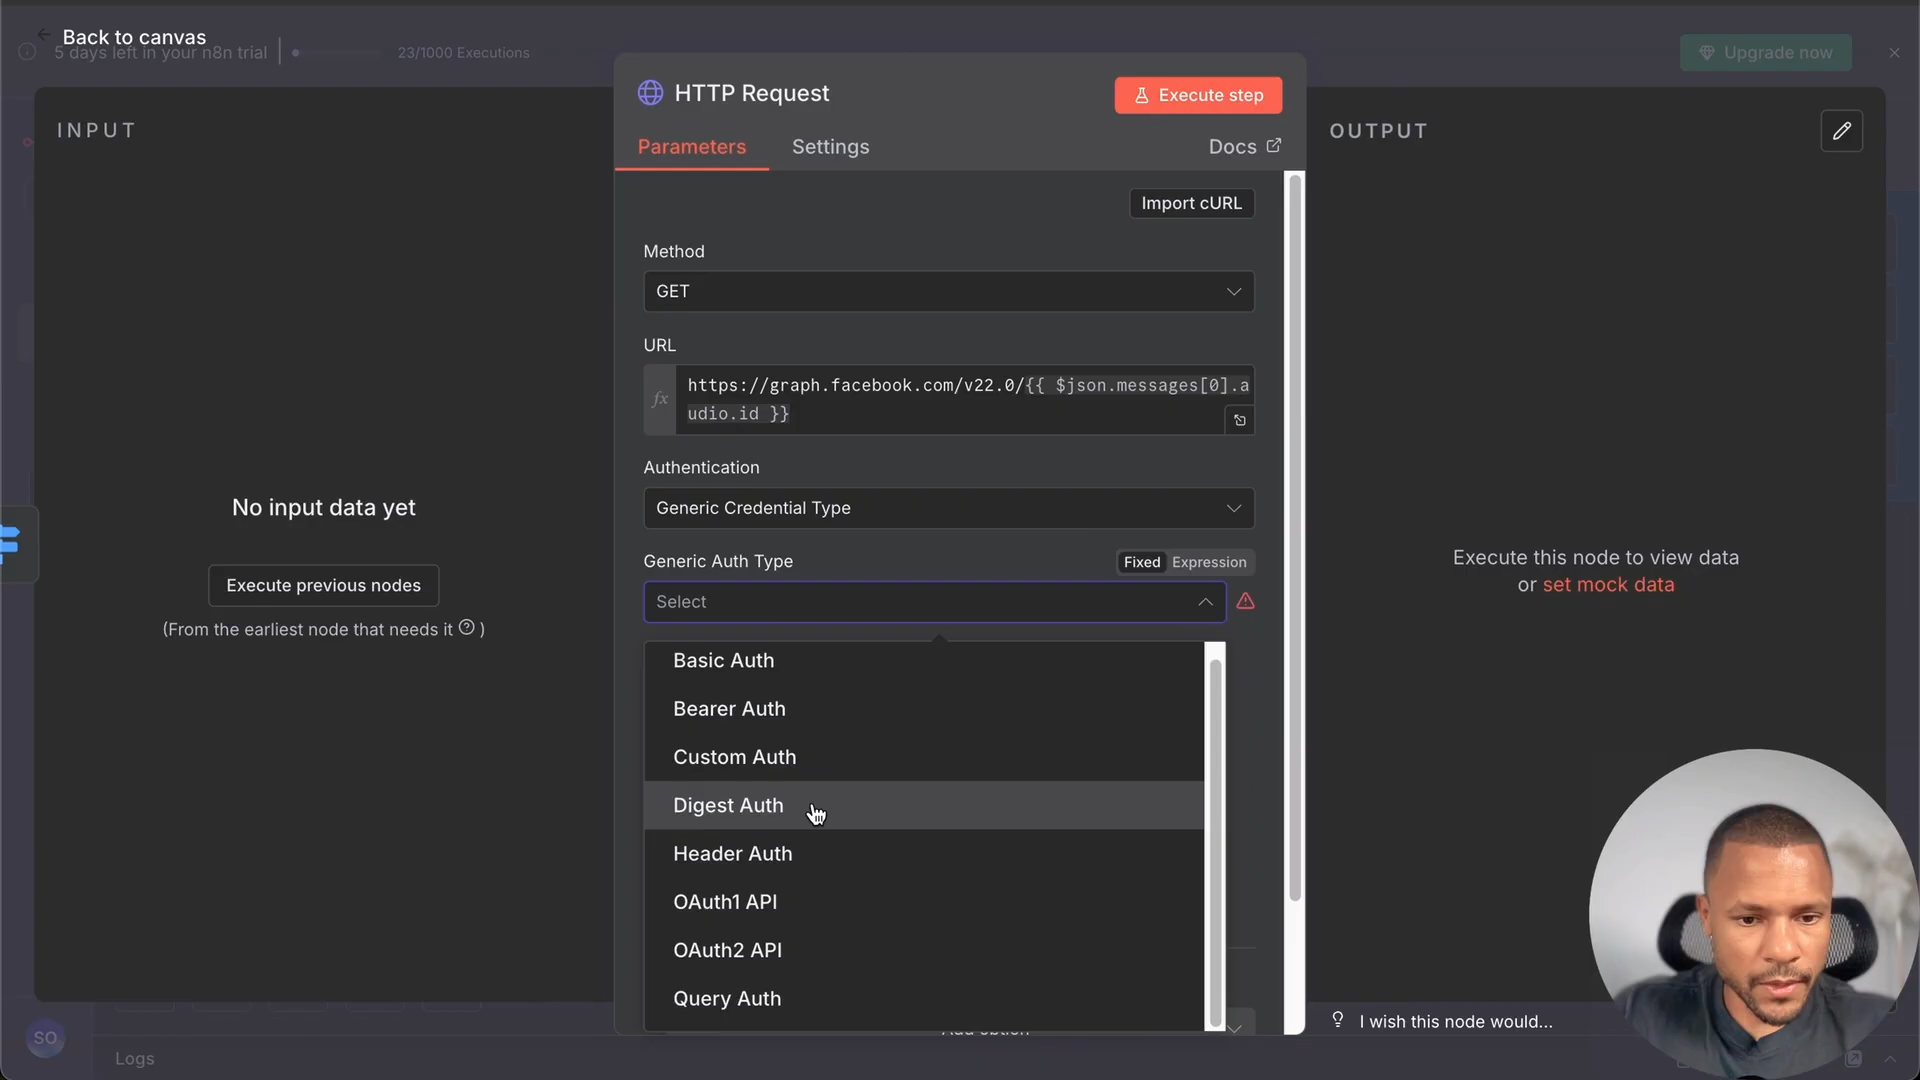 Back to canvas
5 days left in your n8n trial
23/1000 Executions
Upgrade now
INPUT
HTTP Request
Execute step
Parameters
Settings
Docs
OUTPUT
Import cURL
Method
GET
URL
fx
https://graph.facebook.com/v22.0/{{ $json.messages[0].a
udio.id }}
Authentication
Generic Credential Type
No input data yet
Execute previous nodes
(From the earliest node that needs it ? )
Generic Auth Type
Fixed
Expression
Select
Execute this node to view data
or set mock data
Basic Auth
Bearer Auth
Custom Auth
Digest Auth
Header Auth
OAuth1 API
OAuth2 API
Query Auth
Add option
I wish this node would...
SO
Logs